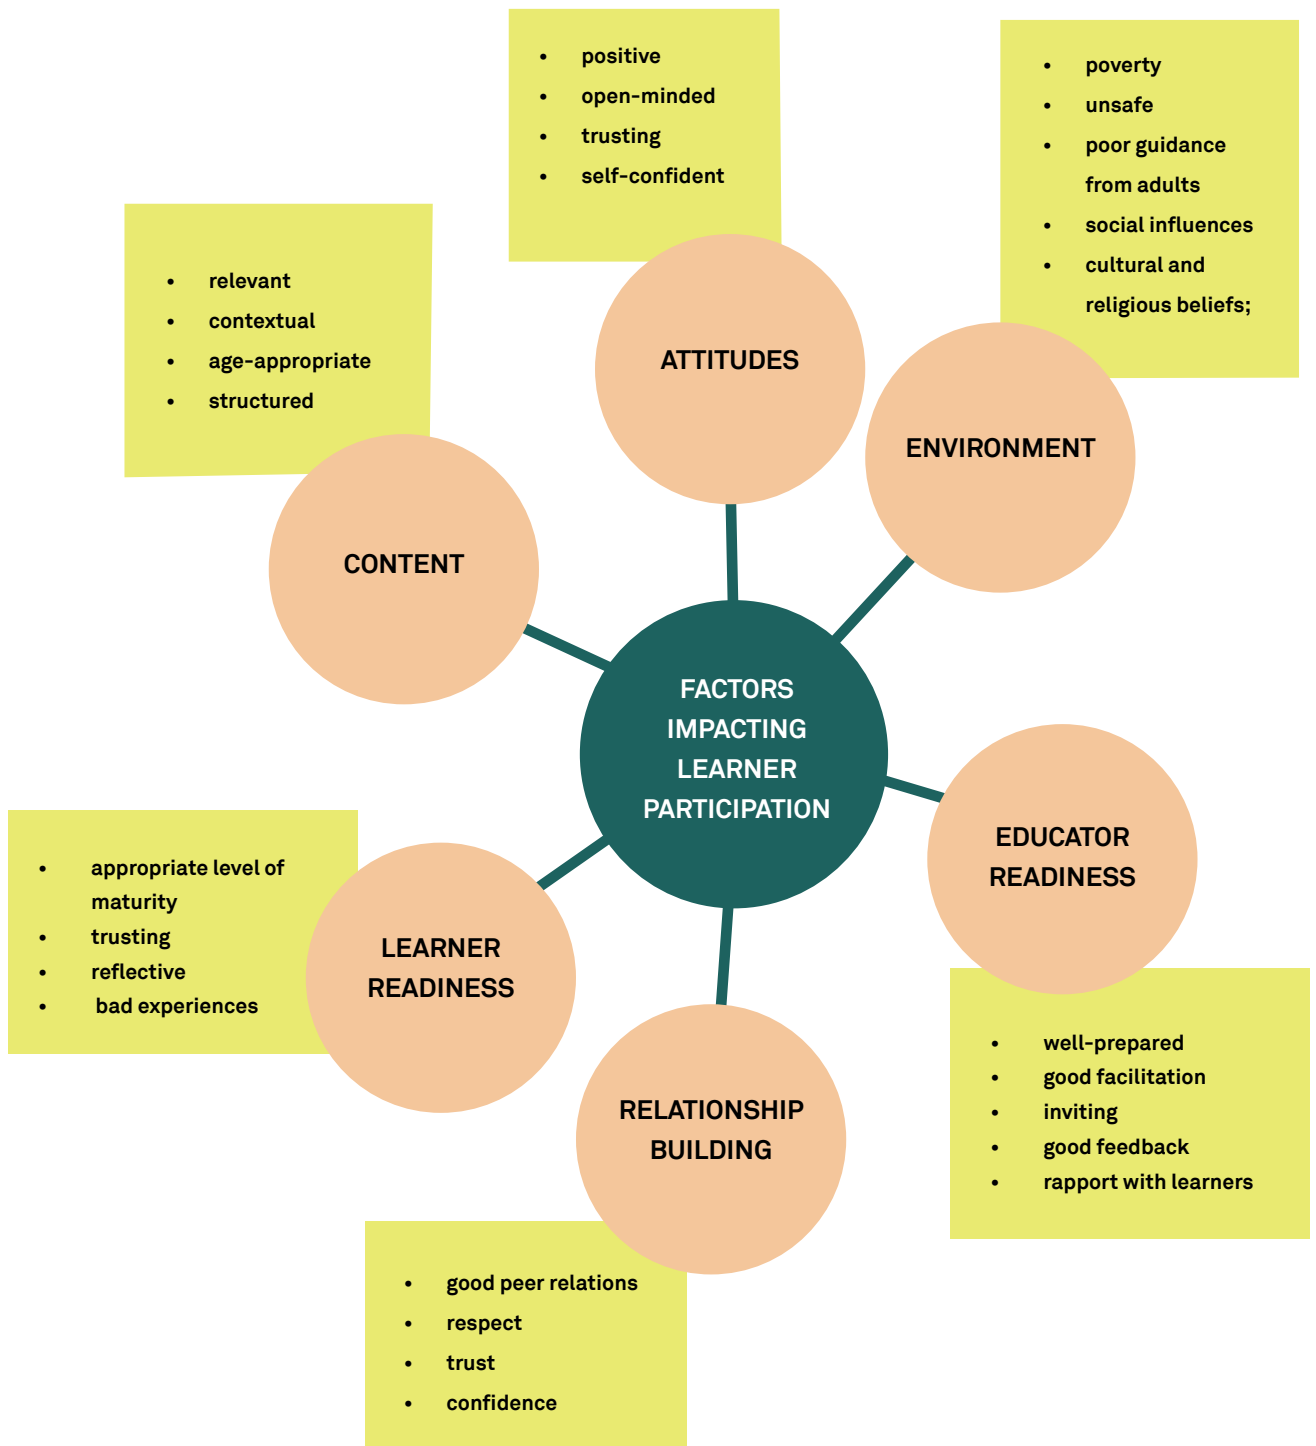 • positive
• open-minded
• trusting
• self-confident
• poverty
• unsafe
• poor guidance
from adults
• social influences
• cultural and
religious beliefs;
• relevant
• contextual
• age-appropriate
• structured
ATTITUDES
ENVIRONMENT
CONTENT
FACTORS
IMPACTING
LEARNER
PARTICIPATION
EDUCATOR
READINESS
• appropriate level of
maturity
• trusting
• reflective
• bad experiences
LEARNER
READINESS
• well-prepared
• good facilitation
• inviting
• good feedback
• rapport with learners
RELATIONSHIP
BUILDING
• good peer relations
• respect
• trust
• confidence